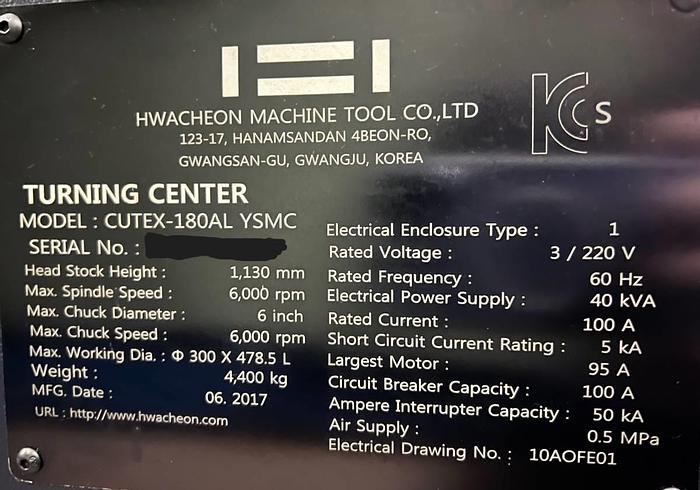 HWACHEON MACHINE TOOL CO.,LTD
123-17, HANAMSANDAN 4BEON-RO,
GWANGSAN-GU, GWANGJU, KOREA
KCs
TURNING CENTER
MODEL : CUTEX-180AL YSMC
SERIAL No. :
Head Stock Height : 1,130 mm
Max. Spindle Speed : 6,000 rpm
Max. Chuck Diameter : 6 inch
Max. Chuck Speed : 6,000 rpm
Max. Working Dia. : Φ 300 X 478.5 L
Weight : 4,400 kg
MFG. Date : 06. 2017
URL : http://www.hwacheon.com
Electrical Enclosure Type : 1
Rated Voltage : 3 / 220 V
Rated Frequency : 60 Hz
Electrical Power Supply : 40 kVA
Rated Current : 100 A
Short Circuit Current Rating : 5 kA
Largest Motor : 95 A
Circuit Breaker Capacity : 100 A
Ampere Interrupter Capacity : 50 kA
Air Supply : 0.5 MPa
Electrical Drawing No. : 10AOFE01